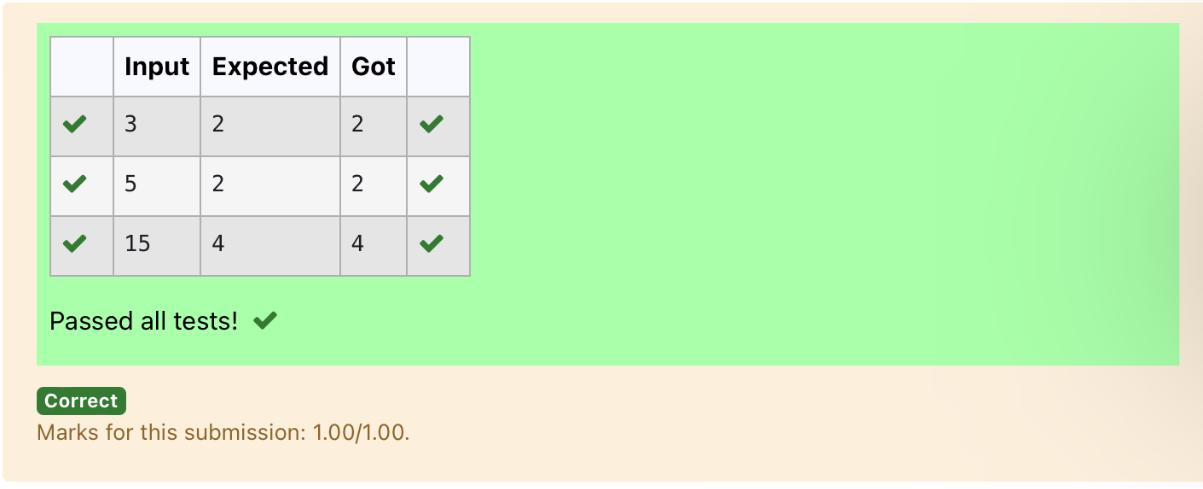 Input Expected Got
3 2 2
5 2 2
15 4 4
Passed all tests!
Correct
Marks for this submission: 1.00/1.00.